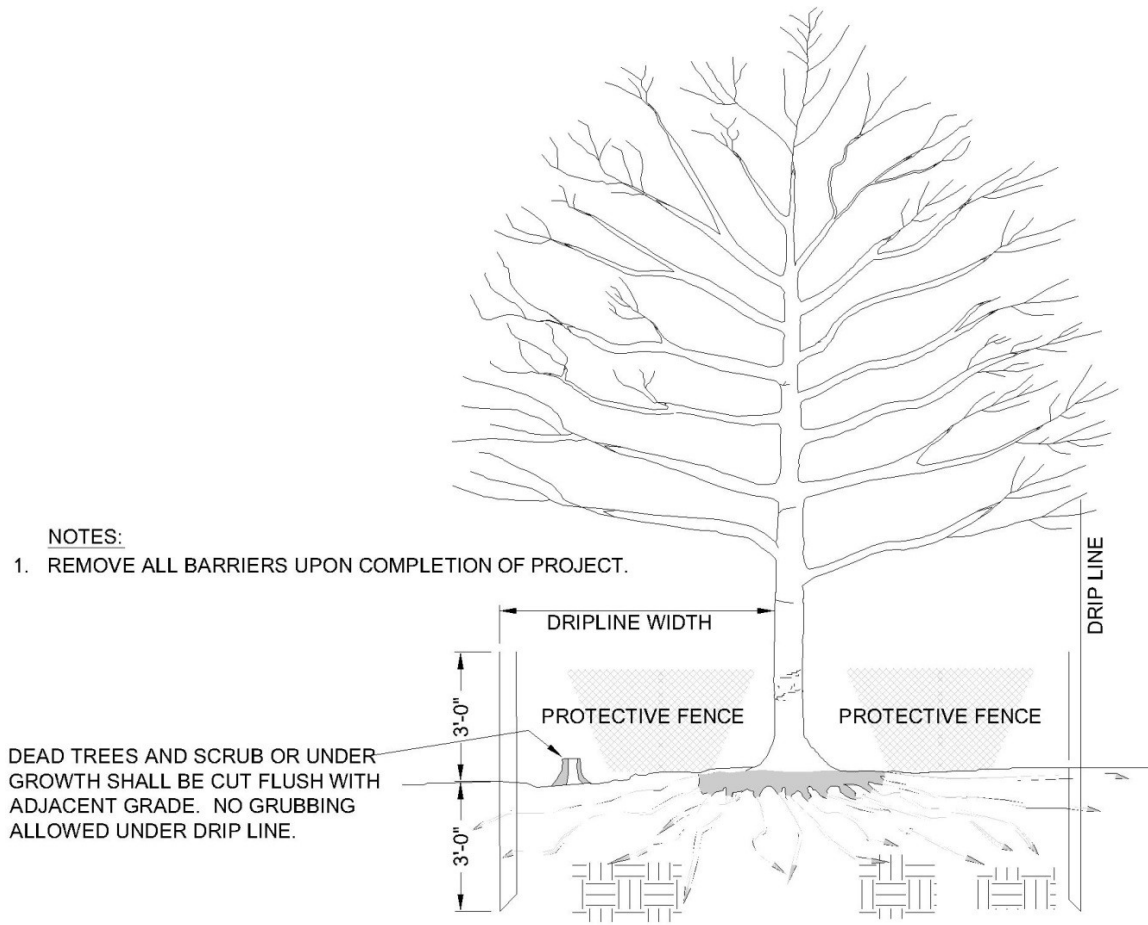 NOTES:
1. REMOVE ALL BARRIERS UPON COMPLETION OF PROJECT.
DRIPLINE WIDTH
DRIP LINE
3'-0"
PROTECTIVE FENCE
PROTECTIVE FENCE
DEAD TREES AND SCRUB OR UNDER
GROWTH SHALL BE CUT FLUSH WITH
ADJACENT GRADE. NO GRUBBING
ALLOWED UNDER DRIP LINE.
3'-0"